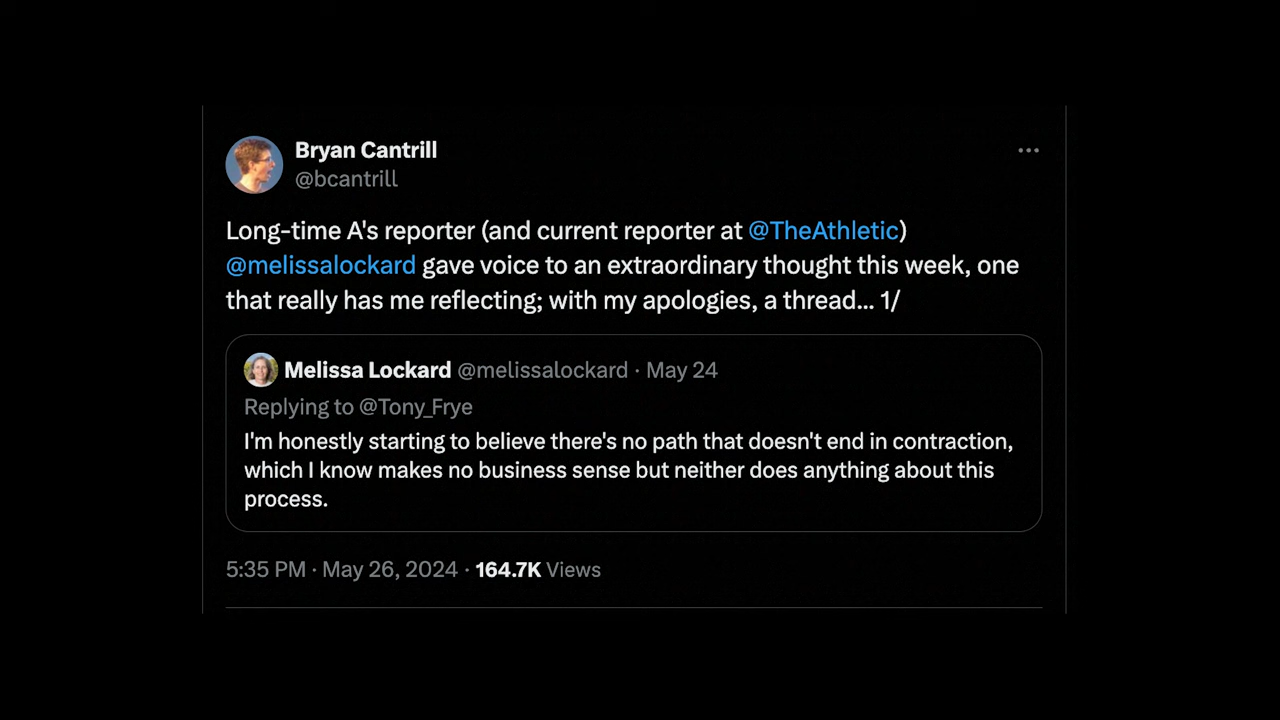 Bryan Cantrill
@bcantrill
Long-time A's reporter (and current reporter at @TheAthletic)
@melissalockard gave voice to an extraordinary thought this week, one
that really has me reflecting; with my apologies, a thread... 1/
Melissa Lockard @melissalockard · May 24
Replying to @Tony_Frye
I'm honestly starting to believe there's no path that doesn't end in contraction,
which I know makes no business sense but neither does anything about this
process.
5:35 PM · May 26, 2024 · 164.7K Views